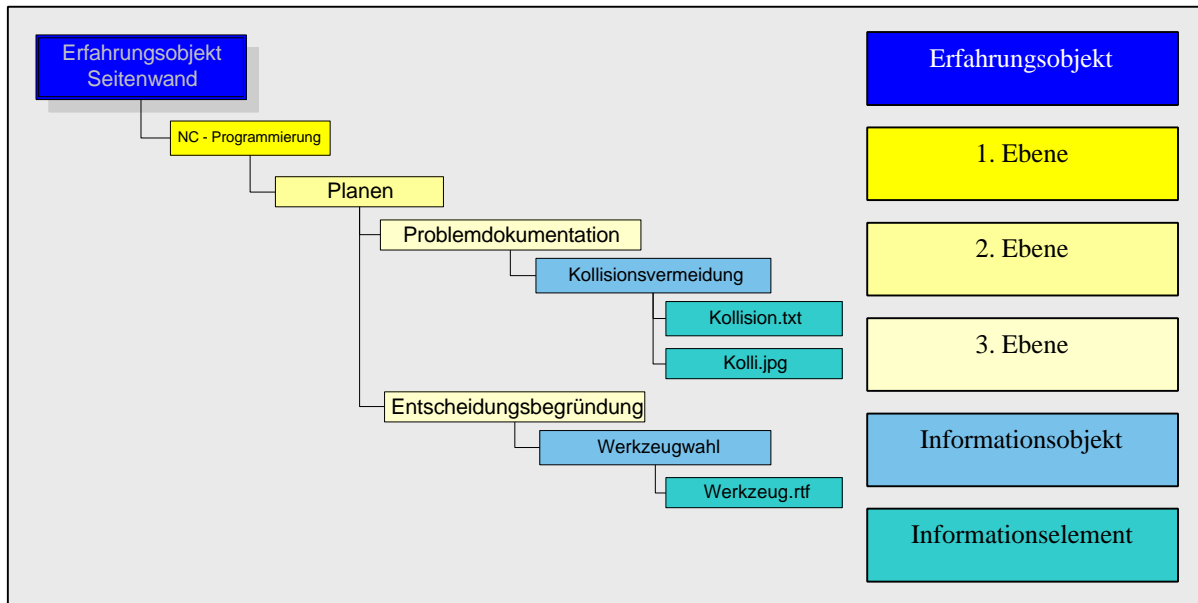 Erfahrungsobjekt
Seitenwand
NC - Programmierung
Planen
Problemdokumentation
Kollisionsvermeidung
Kollision.txt
Kolli.jpg
Entscheidungsbegründung
Werkzeugwahl
Werkzeug.rtf
Erfahrungsobjekt
1. Ebene
2. Ebene
3. Ebene
Informationsobjekt
Informationselement